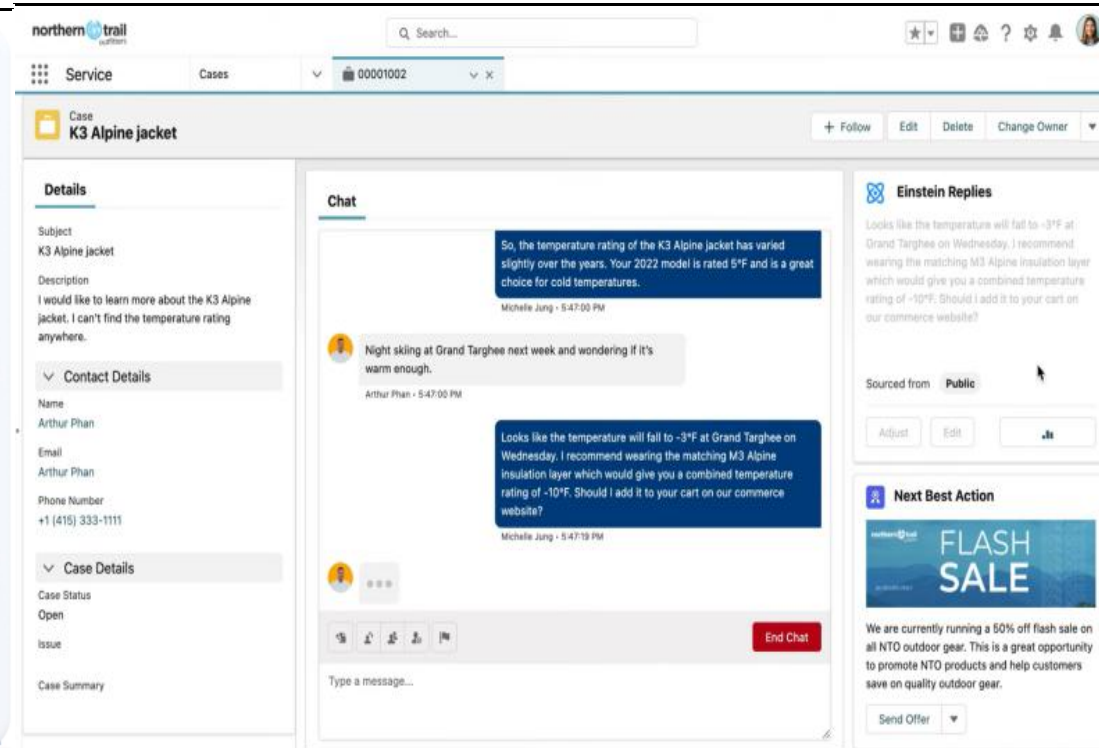 northern trail
outfitters
Search...
Service
Cases
00001002
Case
K3 Alpine jacket
Follow
Edit
Delete
Change Owner
Details
Subject
K3 Alpine jacket
Description
I would like to learn more about the K3 Alpine
jacket. I can't find the temperature rating
anywhere.
Contact Details
Name
Arthur Phan
Email
Arthur Phan
Phone Number
+1 (415) 333-1111
Case Details
Case Status
Open
Issue
Case Summary
Chat
So, the temperature rating of the K3 Alpine jacket has varied
slightly over the years. Your 2022 model is rated 5°F and is a great
choice for cold temperatures.
Michelle Jung • 5:47:00 PM
Night skiing at Grand Targhee next week and wondering if it's
warm enough.
Arthur Phan • 5:47:00 PM
Looks like the temperature will fall to -3°F at Grand Targhee on
Wednesday. I recommend wearing the matching M3 Alpine
insulation layer which would give you a combined temperature
rating of -10°F. Should I add it to your cart on our commerce
website?
Michelle Jung • 5:47:19 PM
End Chat
Type a message...
Einstein Replies
Looks like the temperature will fall to -3°F at
Grand Targhee on Wednesday. I recommend
wearing the matching M3 Alpine insulation layer
which would give you a combined temperature
rating of -10°F. Should I add it to your cart on
our commerce website?
Sourced from Public
Adjust
Edit
Next Best Action
northern trail
FLASH
SALE
We are currently running a 50% off flash sale on
all NTO outdoor gear. This is a great opportunity
to promote NTO products and help customers
save on quality outdoor gear.
Send Offer